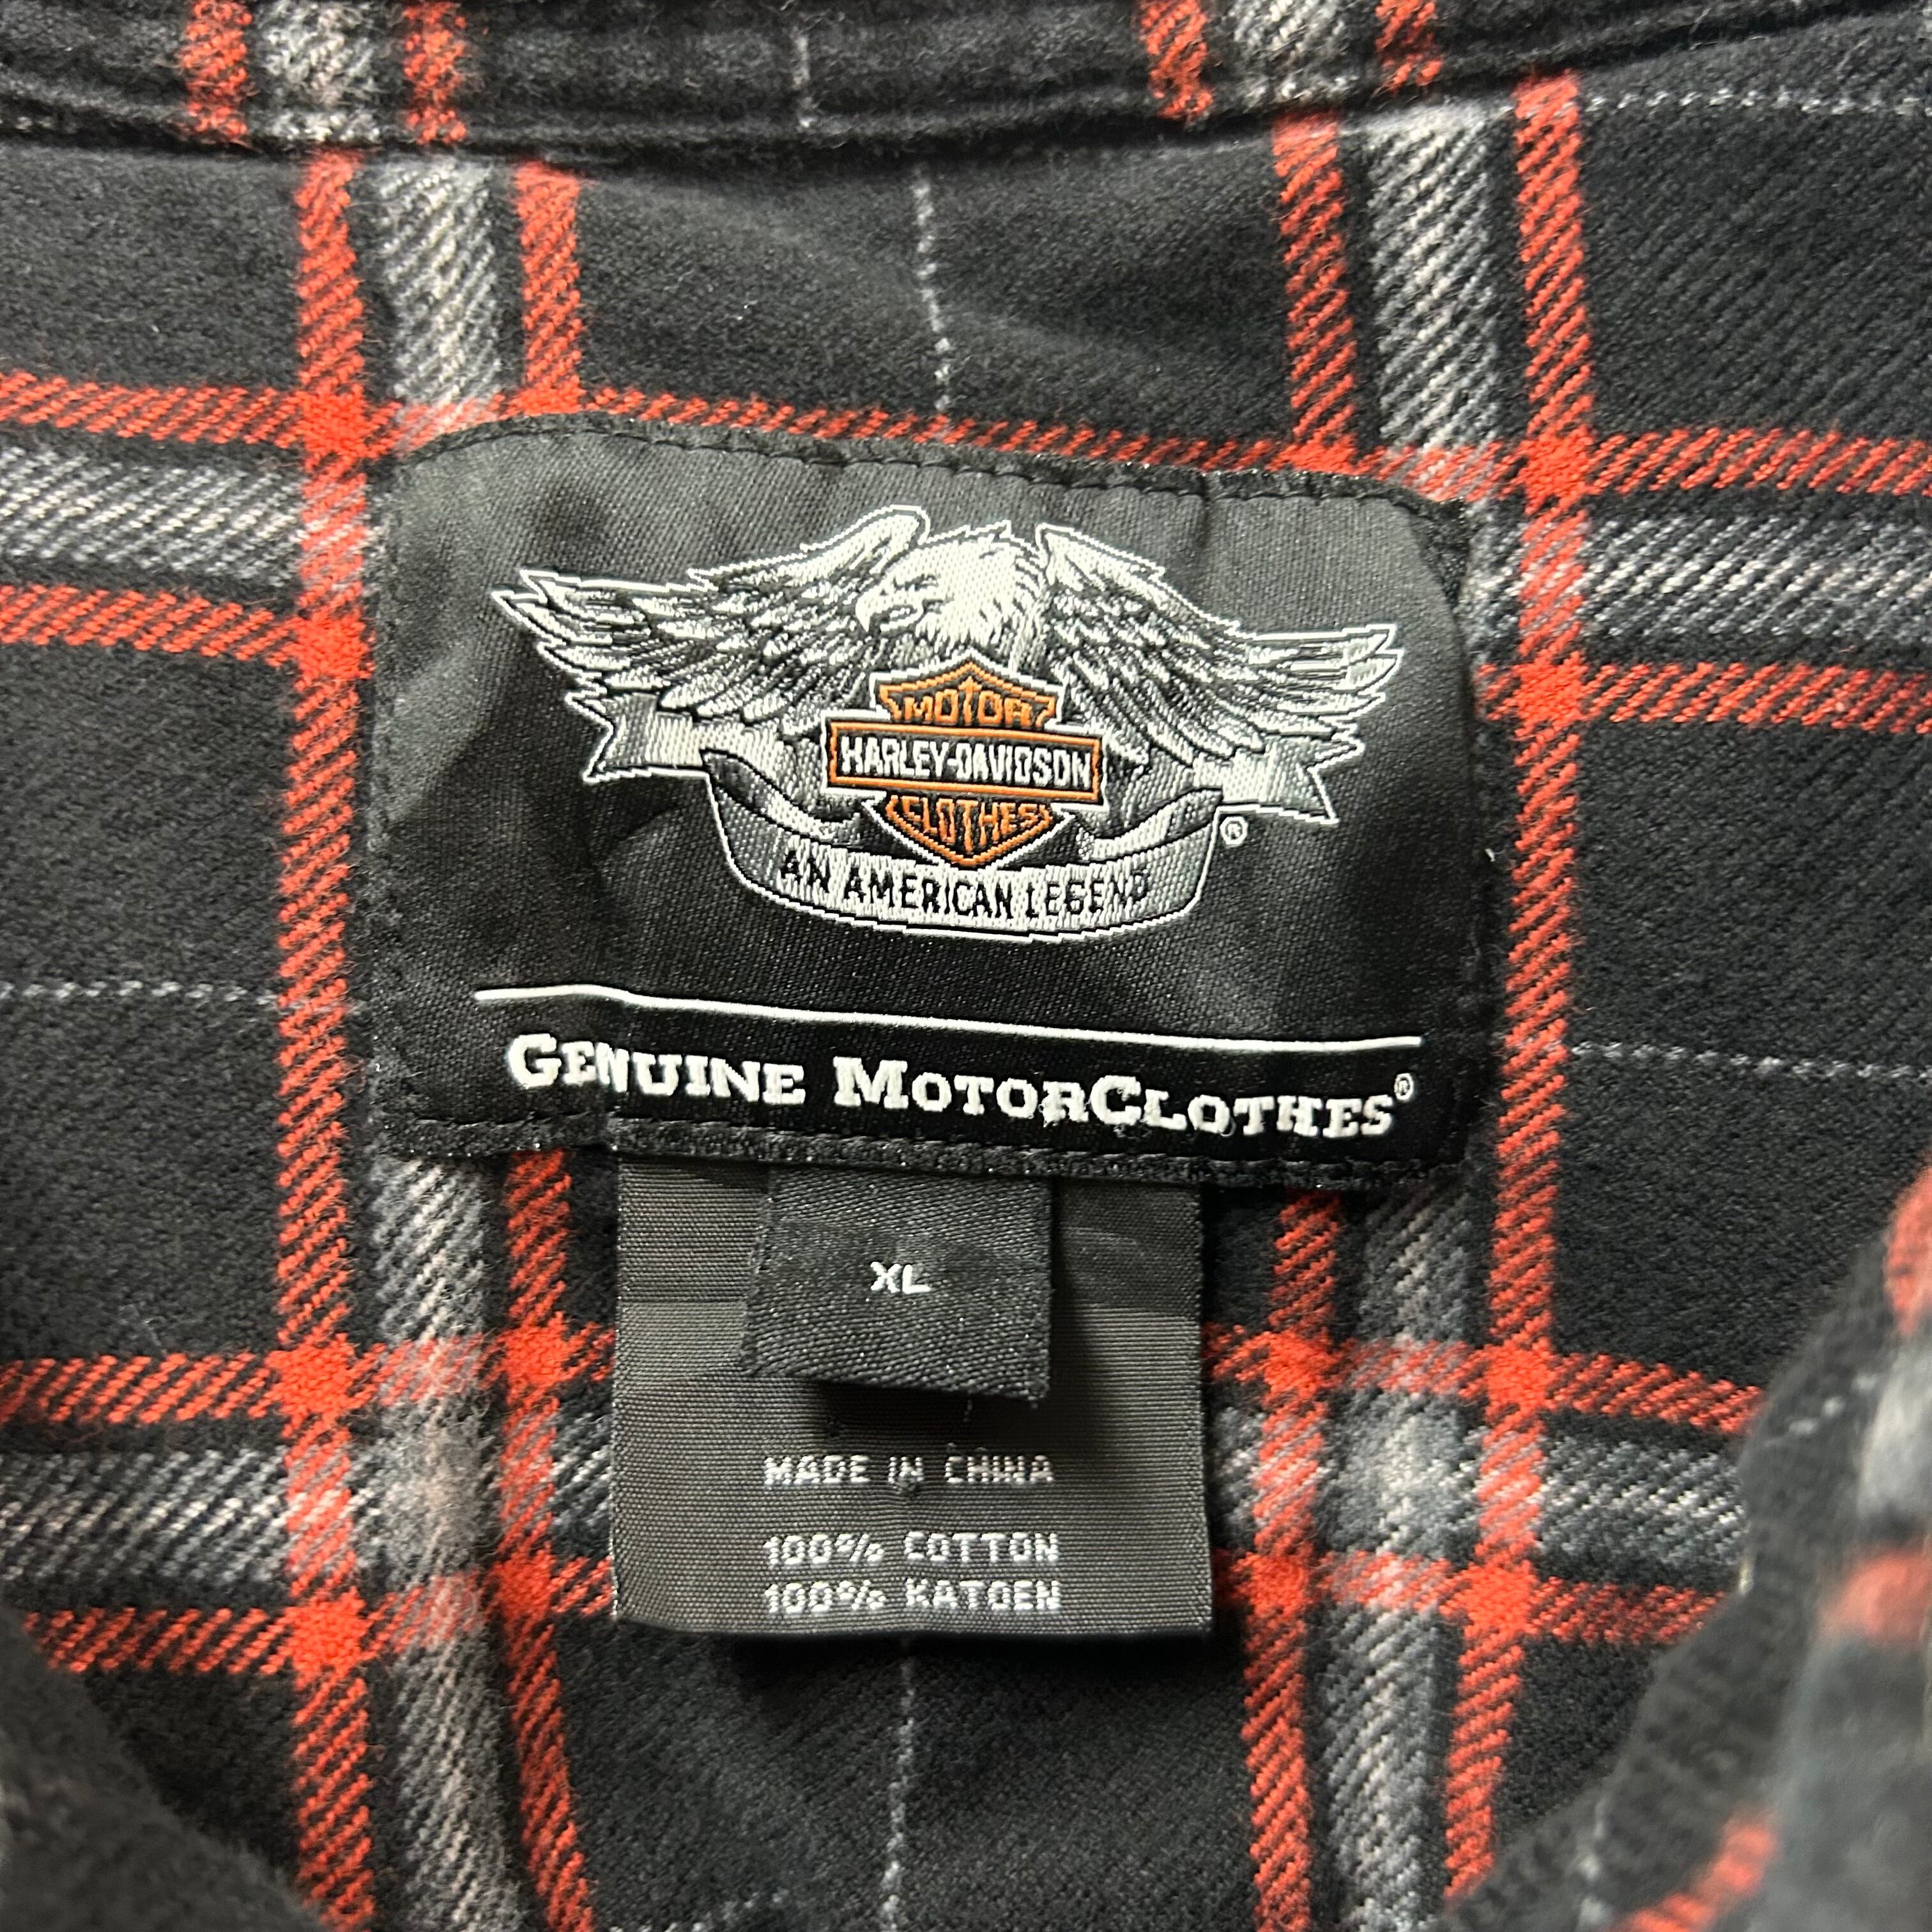 MOTOR
HARLEY-DAVIDSON
CLOTHES
®
AN AMERICAN LEGEND
GENUINE MOTORCLOTHES®
XL
MADE IN CHINA
100% COTTON
100% KATOEN